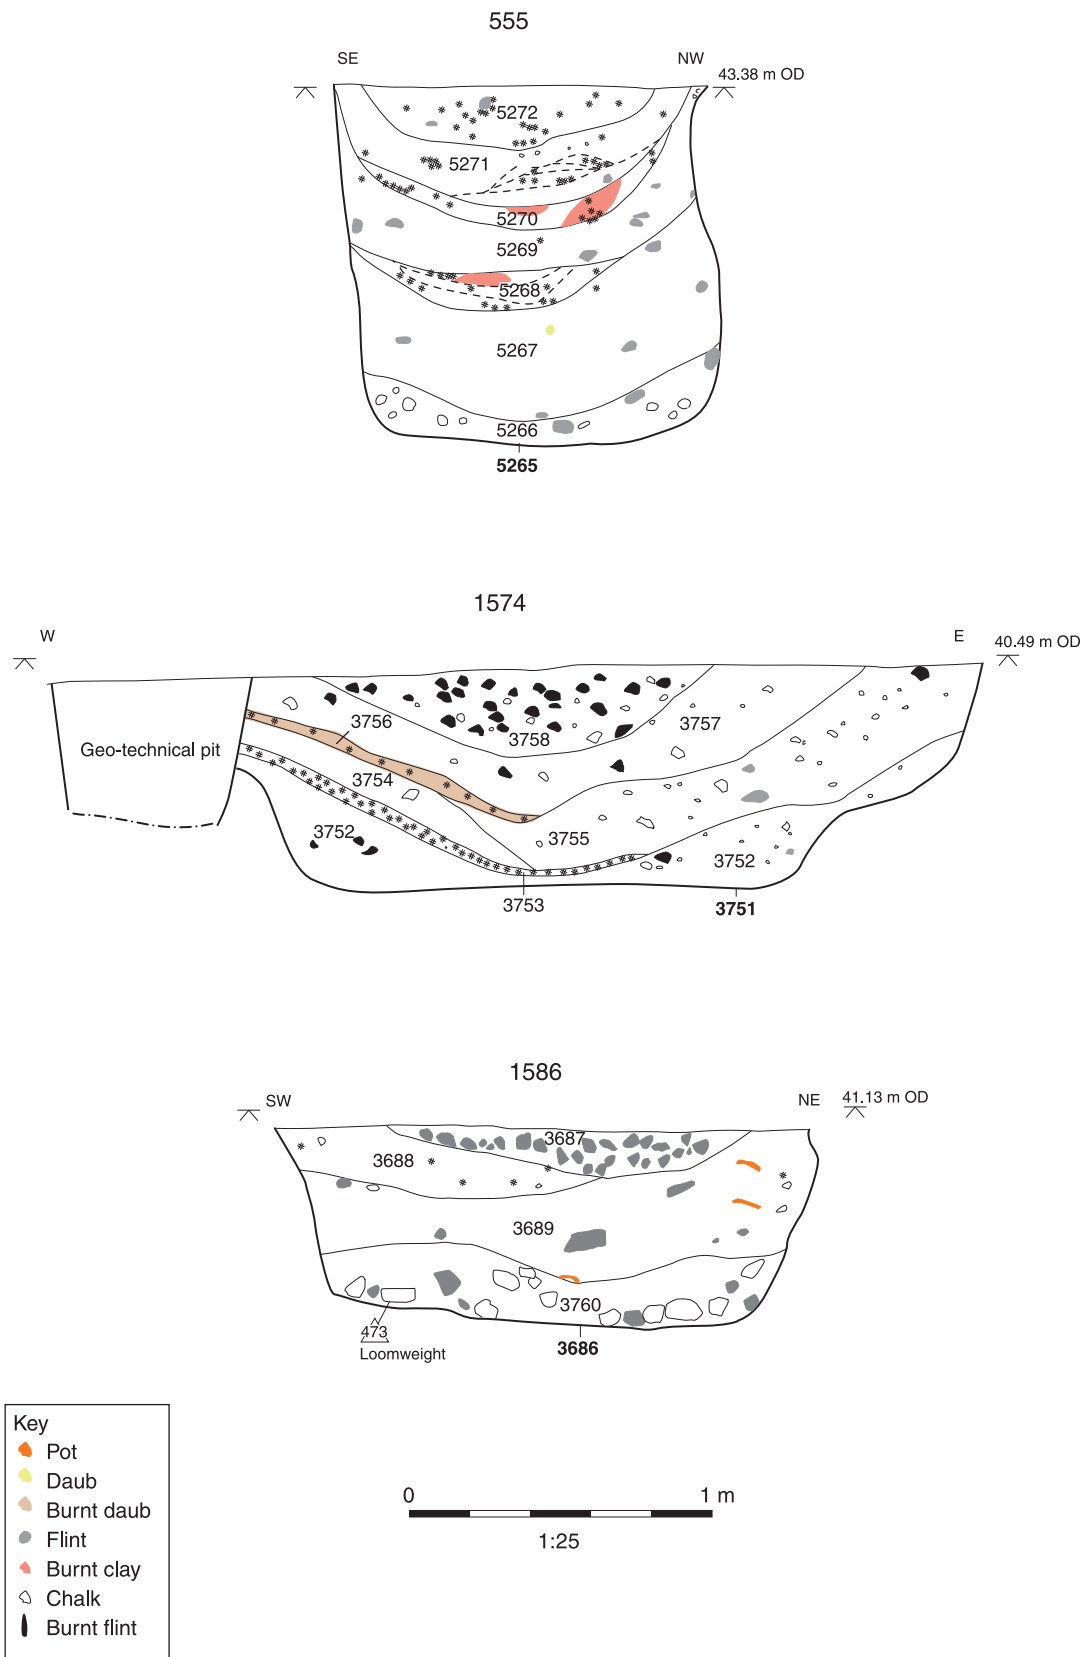 555
SE
NW
43.38 m OD
5272
5271
5270
5269
5268
5267
5266
5265
1574
W
E
40.49 m OD
Geo-technical pit
3756
3758
3757
3754
3752
3755
3752
3753
3751
1586
SW
NE
41.13 m OD
3687
3688
3689
3760
473
Loomweight
3686
Key
Pot
Daub
Burnt daub
Flint
Burnt clay
Chalk
Burnt flint
0
1 m
1:25